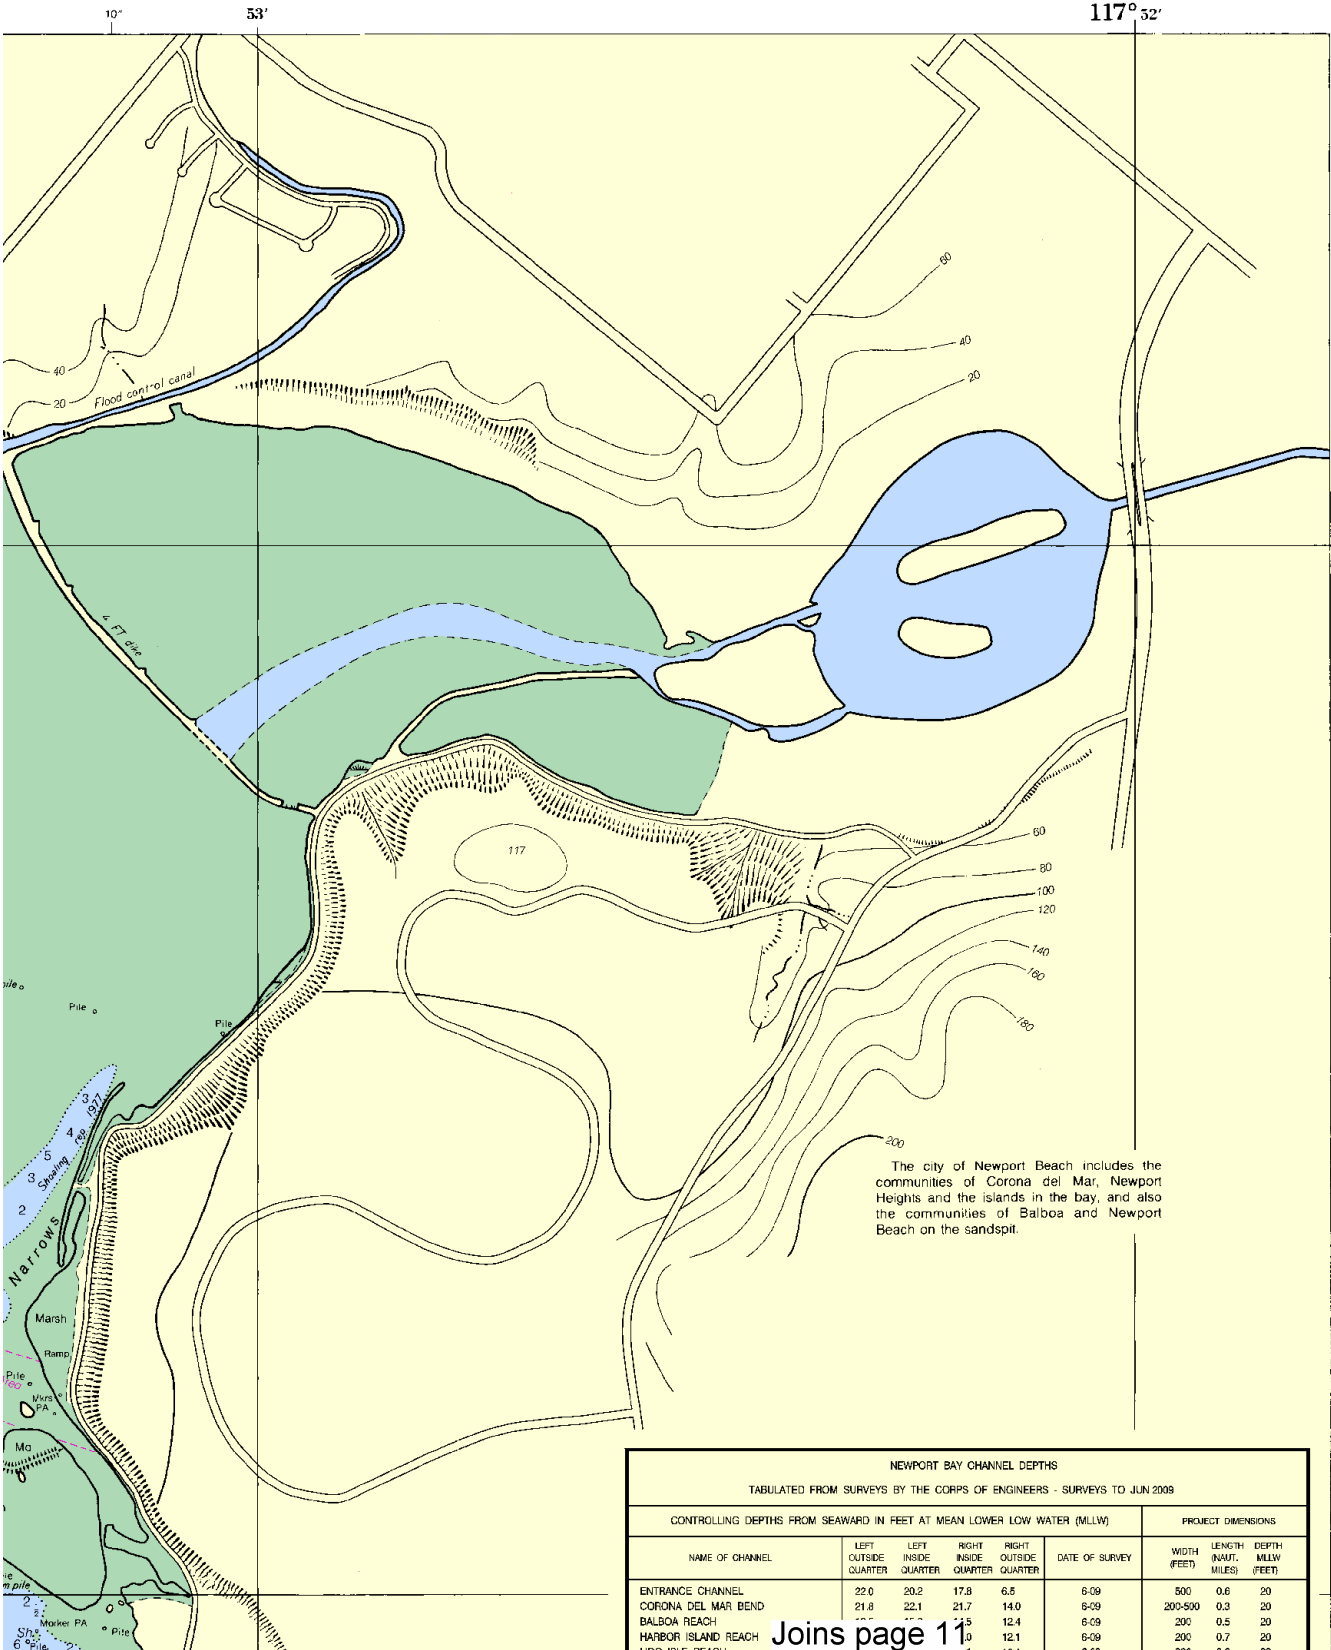 10"
53'
117° 52'
60
40
20
40
20
Flood control canal
4 FT dike
117
60
80
100
120
140
160
180
200
Pile
Pile
3
Shoaling rep 1977
4
5
3
2
Narrows
The city of Newport Beach includes the
communities of Corona del Mar, Newport
Heights and the islands in the bay, and also
the communities of Balboa and Newport
Beach on the sandspit.
Marsh
Ramp
Pile
Mkrs
PA
Ma
Marker PA
Pile
NEWPORT BAY CHANNEL DEPTHS
TABULATED FROM SURVEYS BY THE CORPS OF ENGINEERS - SURVEYS TO JUN 2009
CONTROLLING DEPTHS FROM SEAWARD IN FEET AT MEAN LOWER LOW WATER (MLLW) PROJECT DIMENSIONS
NAME OF CHANNEL LEFT OUTSIDE QUARTER LEFT INSIDE QUARTER RIGHT INSIDE QUARTER RIGHT OUTSIDE QUARTER DATE OF SURVEY WIDTH (FEET) LENGTH (NAUT. MILES) DEPTH MLLW (FEET)
ENTRANCE CHANNEL 22.0 20.2 17.8 6.5 6-09 500 0.6 20
CORONA DEL MAR BEND 21.8 22.1 21.7 14.0 6-09 200-500 0.3 20
BALBOA REACH 12.4 6-09 200 0.5 20
HARBOR ISLAND REACH 12.1 6-09 200 0.7 20
Joins page 11